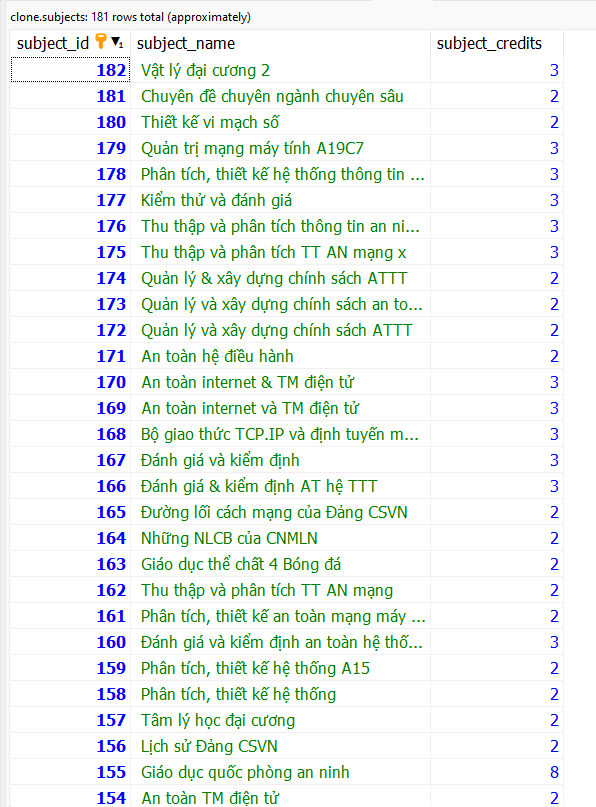 clone.subjects: 181 rows total (approximately)
subject_id 1 subject_name subject_credits
182 Vật lý đại cương 2 3
181 Chuyên đề chuyên ngành chuyên sâu 2
180 Thiết kế vi mạch số 2
179 Quản trị mạng máy tính A19C7 3
178 Phân tích, thiết kế hệ thống thông tin ... 3
177 Kiểm thử và đánh giá 3
176 Thu thập và phân tích thông tin an ni... 3
175 Thu thập và phân tích TT AN mạng x 3
174 Quản lý & xây dựng chính sách ATTT 2
173 Quản lý và xây dựng chính sách an to... 2
172 Quản lý và xây dựng chính sách ATTT 2
171 An toàn hệ điều hành 2
170 An toàn internet & TM điện tử 3
169 An toàn internet và TM điện tử 3
168 Bộ giao thức TCP.IP và định tuyến m... 3
167 Đánh giá và kiểm định 3
166 Đánh giá & kiểm định AT hệ TTT 3
165 Đường lối cách mạng của Đảng CSVN 2
164 Những NLCB của CNMLN 2
163 Giáo dục thể chất 4 Bóng đá 2
162 Thu thập và phân tích TT AN mạng 2
161 Phân tích, thiết kế an toàn mạng máy ... 2
160 Đánh giá và kiểm định an toàn hệ thố... 3
159 Phân tích, thiết kế hệ thống A15 2
158 Phân tích, thiết kế hệ thống 2
157 Tâm lý học đại cương 2
156 Lịch sử Đảng CSVN 2
155 Giáo dục quốc phòng an ninh 8
154 An toàn TM điện tử 2